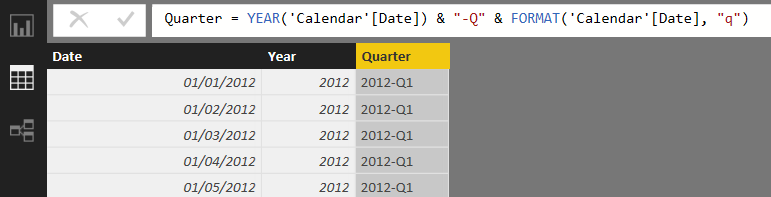 Quarter = YEAR('Calendar'[Date]) & "-Q" & FORMAT('Calendar'[Date], "q")
Date Year Quarter
01/01/2012 2012 2012-Q1
01/02/2012 2012 2012-Q1
01/03/2012 2012 2012-Q1
01/04/2012 2012 2012-Q1
01/05/2012 2012 2012-Q1